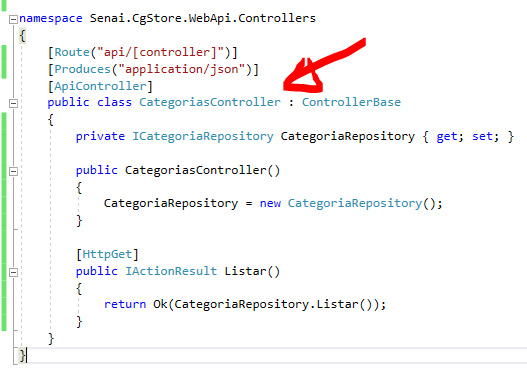 namespace Senai.CgStore.WebApi.Controllers
{
[Route("api/[controller]")]
[Produces("application/json")]
[ApiController]
public class CategoriasController : ControllerBase
{
private ICategoriaRepository CategoriaRepository { get; set; }
public CategoriasController()
{
CategoriaRepository = new CategoriaRepository();
}
[HttpGet]
public IActionResult Listar()
{
return Ok(CategoriaRepository.Listar());
}
}
}